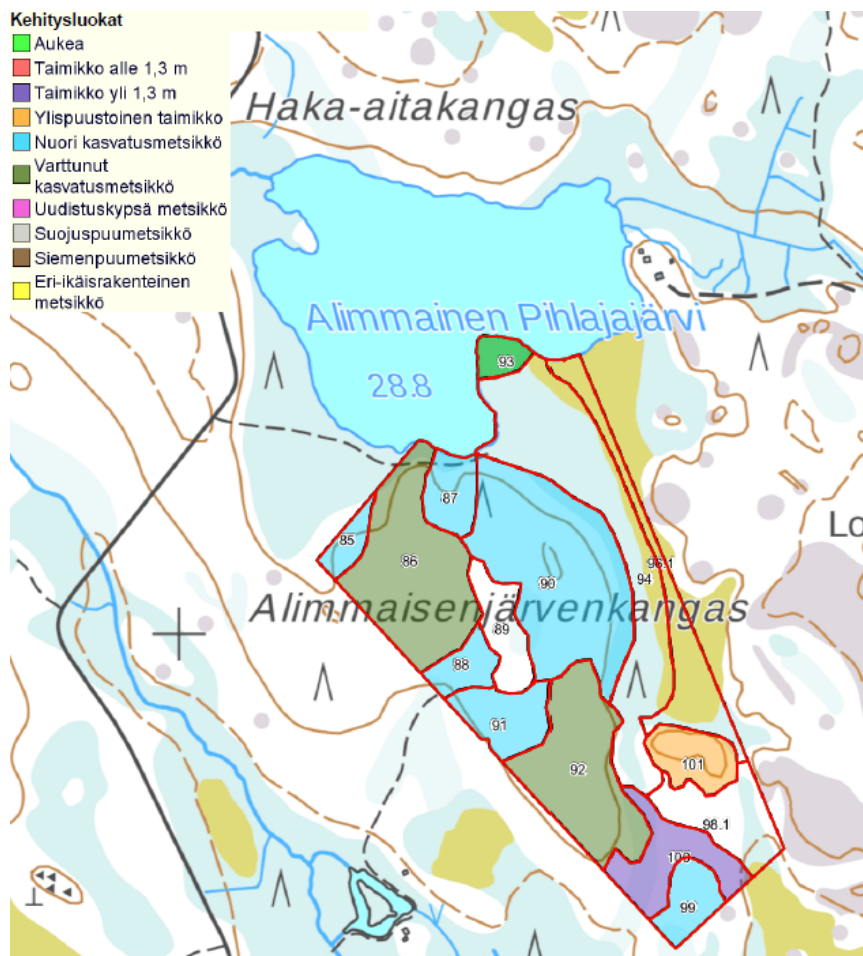 Kehitysluokat
Aukea
Taimikko alle 1,3 m
Taimikko yli 1,3 m
Ylispuustoinen taimikko
Nuori kasvatusmetsikkö
Varttunut
kasvatusmetsikkö
Uudistuskypsä metsikkö
Suojuspuumetsikkö
Siemenpuumetsikkö
Eri-ikäisrakenteinen
metsikkö
Haka-aitakangas
Alimmainen Pihlajajärvi
28.8
93
87
85
86
90
94
Lo
Alimmaisenjärvenkangas
89
88
91
92
101
98.1
100
99